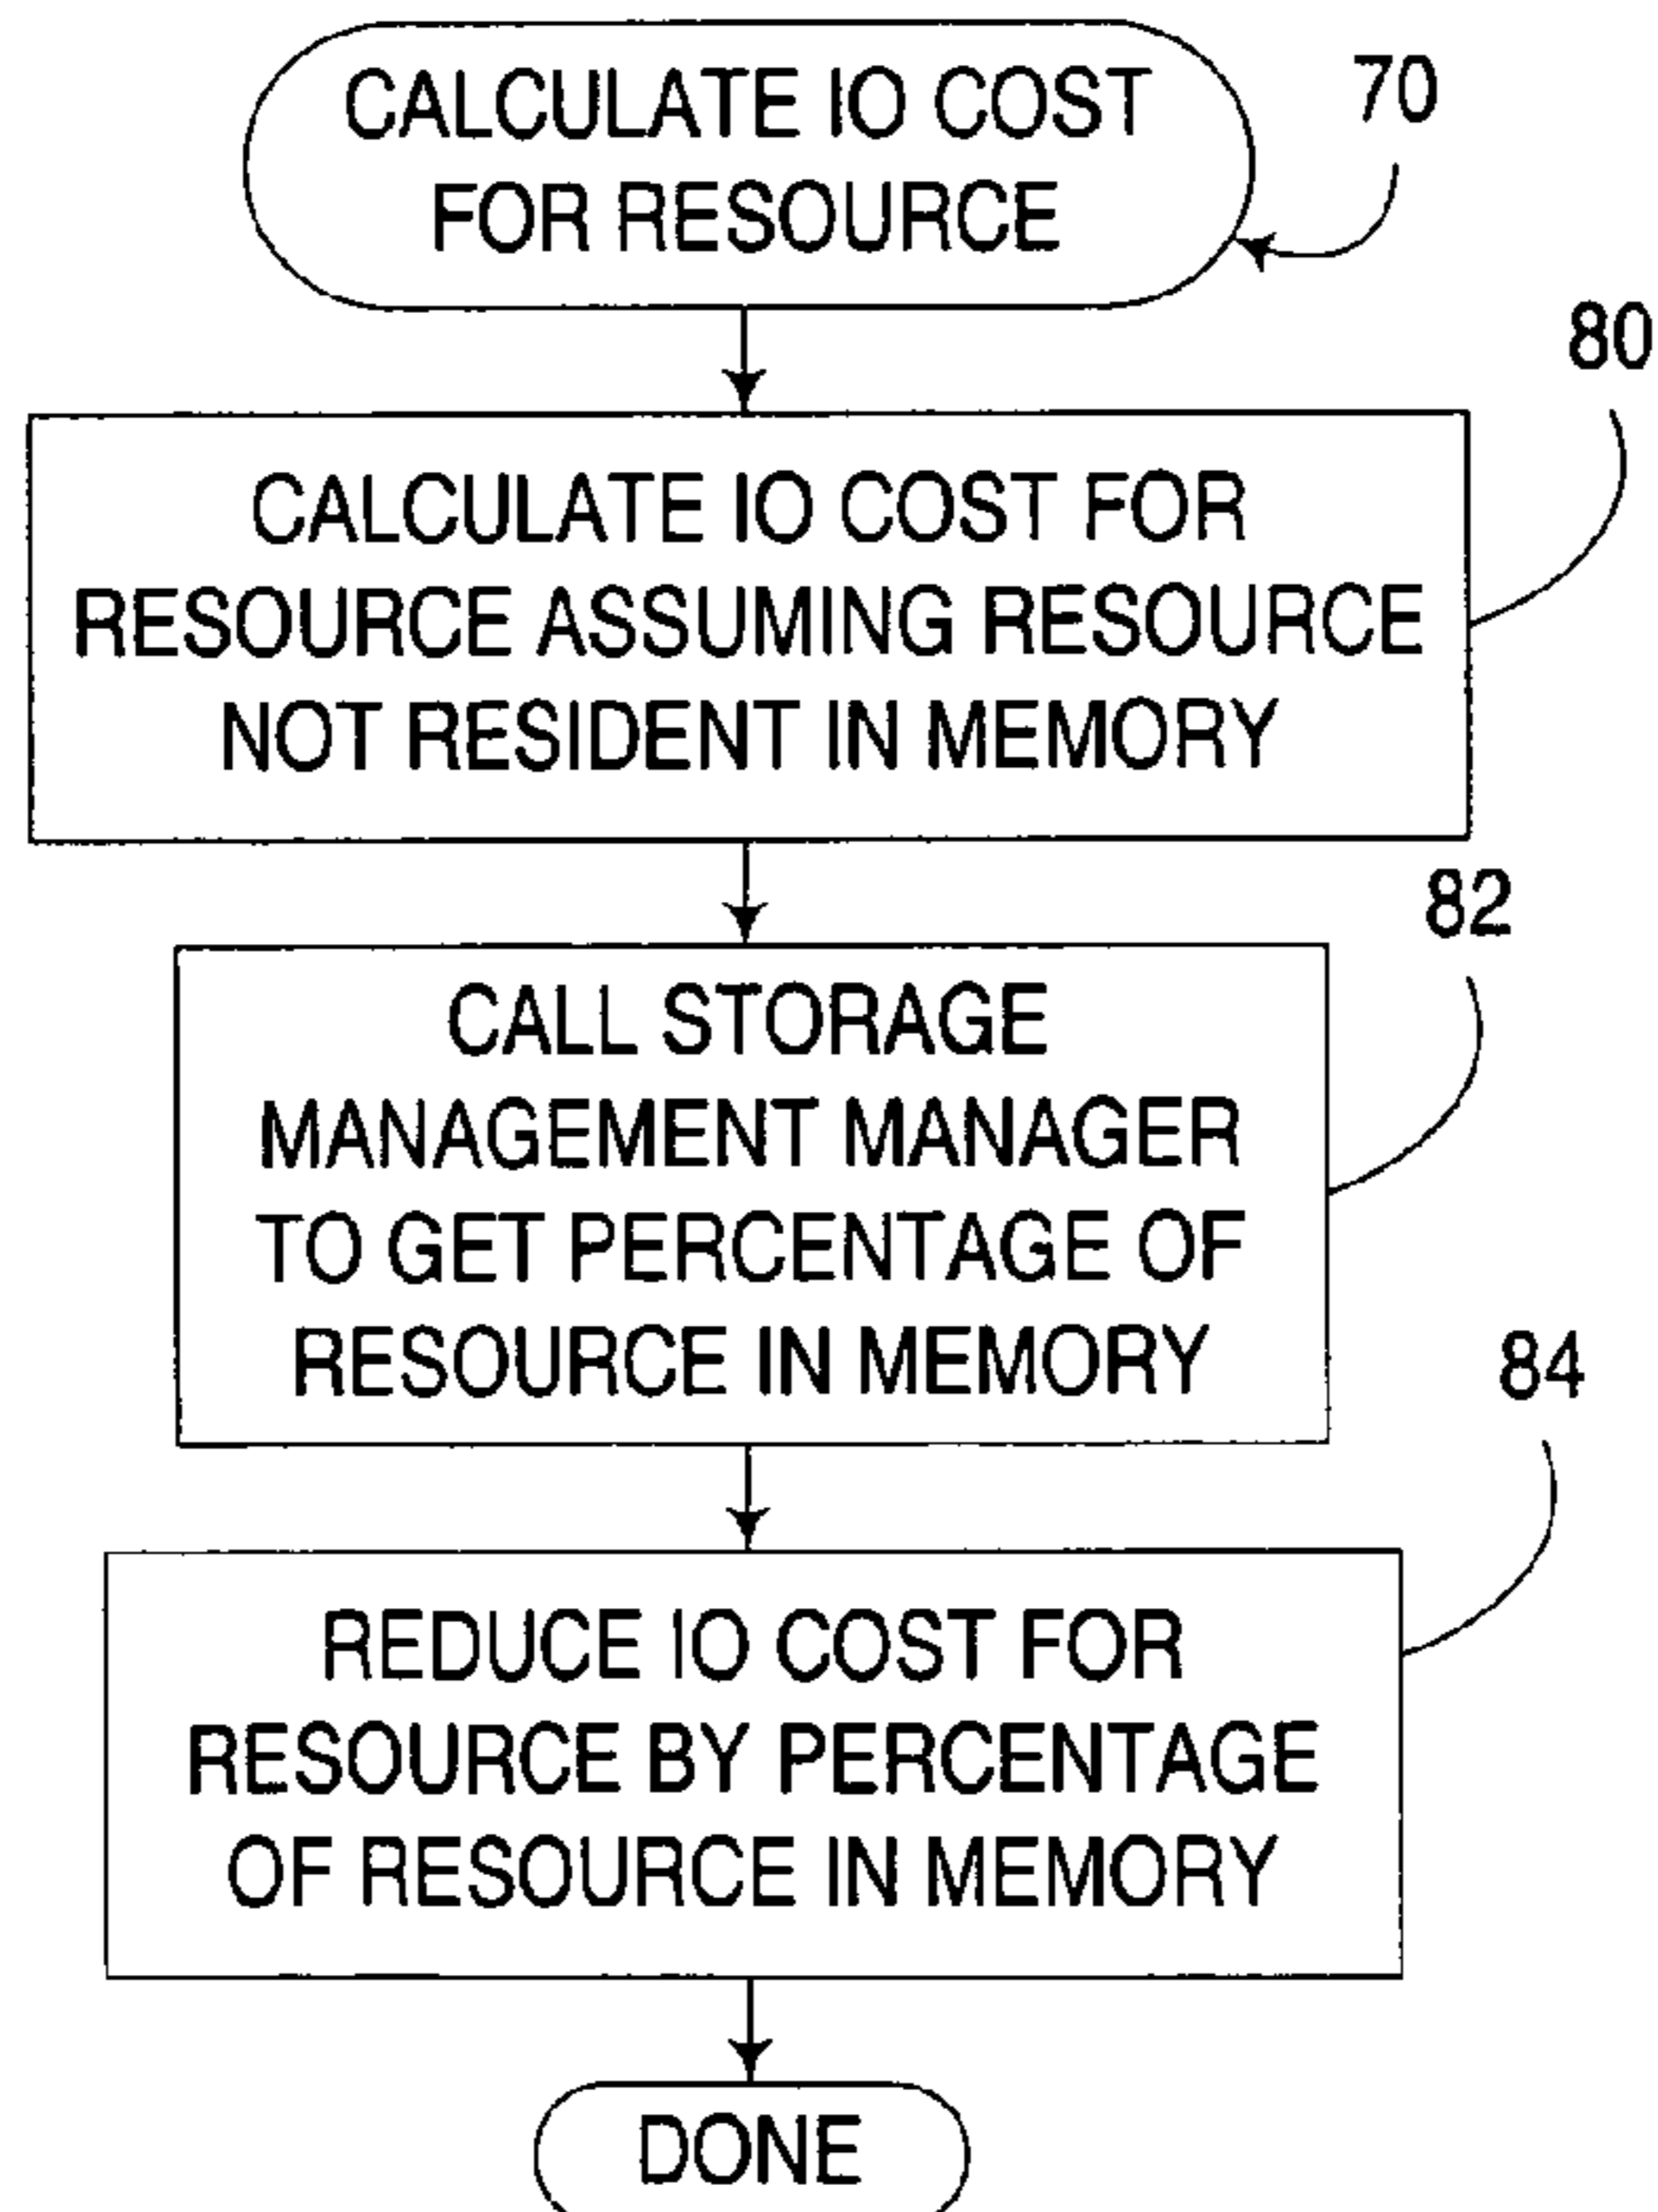 CALCULATE IO COST
FOR RESOURCE
70
80
CALCULATE IO COST FOR
RESOURCE ASSUMING RESOURCE
NOT RESIDENT IN MEMORY
82
CALL STORAGE
MANAGEMENT MANAGER
TO GET PERCENTAGE OF
RESOURCE IN MEMORY
84
REDUCE IO COST FOR
RESOURCE BY PERCENTAGE
OF RESOURCE IN MEMORY
DONE